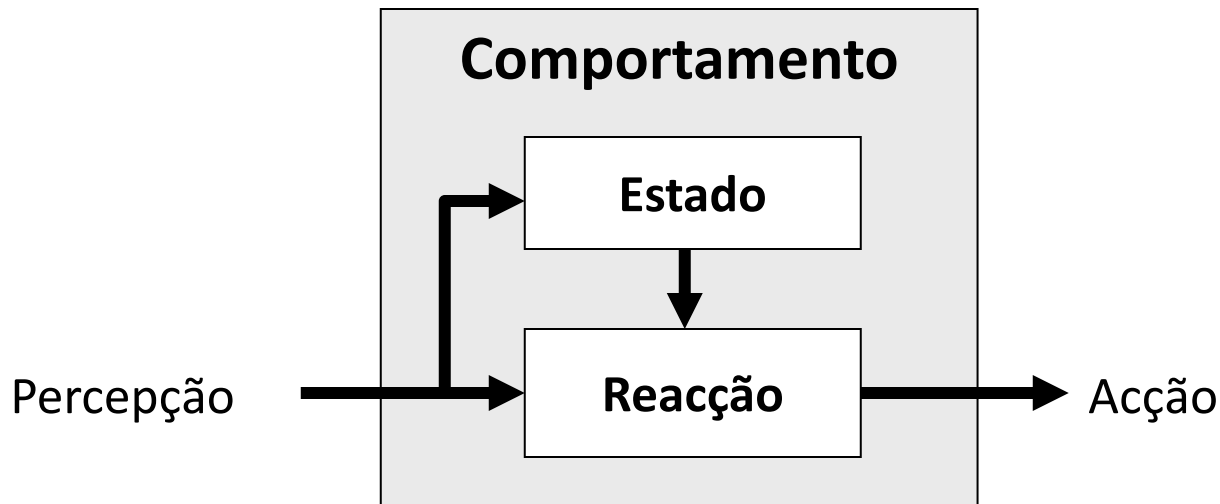 Comportamento
Estado
Percepção
Reacção
Acção